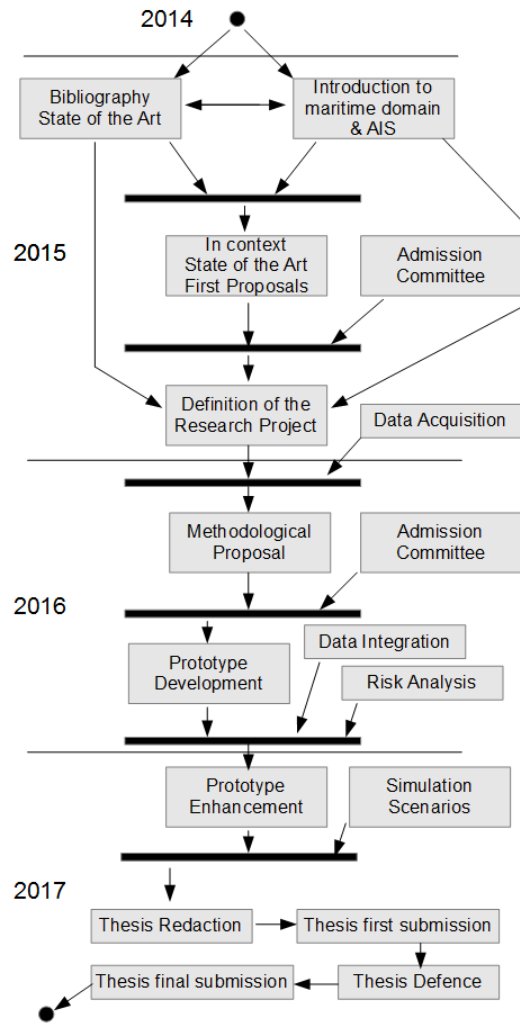 2014
Bibliography
State of the Art
Introduction to
maritime domain
& AIS
2015
In context
State of the Art
First Proposals
Admission
Committee
Definition of the
Research Project
Data Acquisition
Methodological
Proposal
Admission
Committee
2016
Data Integration
Prototype
Development
Risk Analysis
Prototype
Enhancement
Simulation
Scenarios
2017
Thesis Redaction
Thesis first submission
Thesis final submission
Thesis Defence